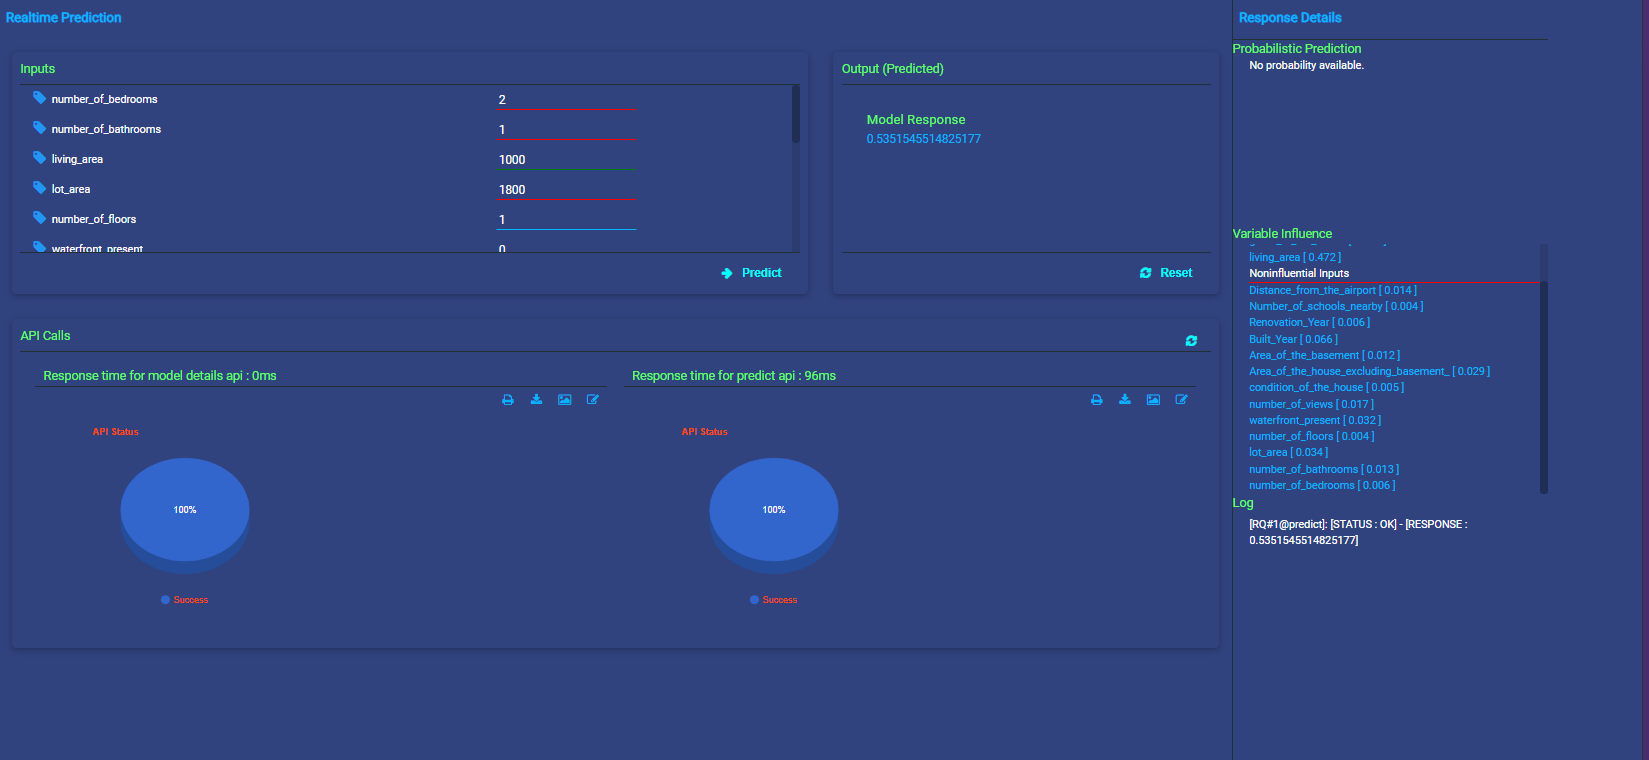 Realtime Prediction
Inputs
number_of_bedrooms 2
number_of_bathrooms 1
living_area 1000
lot_area 1800
number_of_floors 1
waterfront_present 0
Predict
Output (Predicted)
Model Response
0.5351545514825177
Reset
API Calls
Response time for model details api : 0ms
API Status
100%
Success
Response time for predict api : 96ms
API Status
100%
Success
Response Details
Probabilistic Prediction
No probability available.
Variable Influence
living_area [ 0.472 ]
Noninfluential Inputs
Distance_from_the_airport [ 0.014 ]
Number_of_schools_nearby [ 0.004 ]
Renovation_Year [ 0.006 ]
Built_Year [ 0.066 ]
Area_of_the_basement [ 0.012 ]
Area_of_the_house_excluding_basement_ [ 0.029 ]
condition_of_the_house [ 0.005 ]
number_of_views [ 0.017 ]
waterfront_present [ 0.032 ]
number_of_floors [ 0.004 ]
lot_area [ 0.034 ]
number_of_bathrooms [ 0.013 ]
number_of_bedrooms [ 0.006 ]
Log
[RQ#1@predict]: [STATUS : OK] - [RESPONSE :
0.5351545514825177]